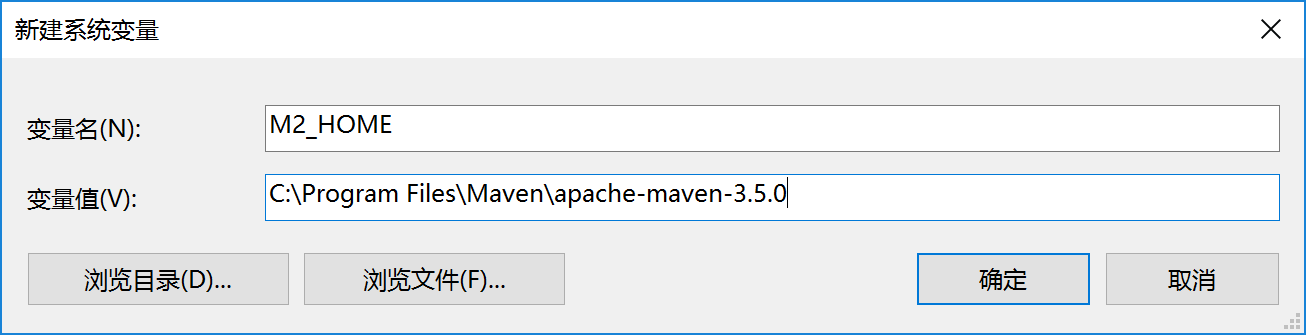 新建系统变量
变量名(N): M2_HOME
变量值(V): C:\Program Files\Maven\apache-maven-3.5.0
浏览目录(D)... 浏览文件(F)... 确定 取消